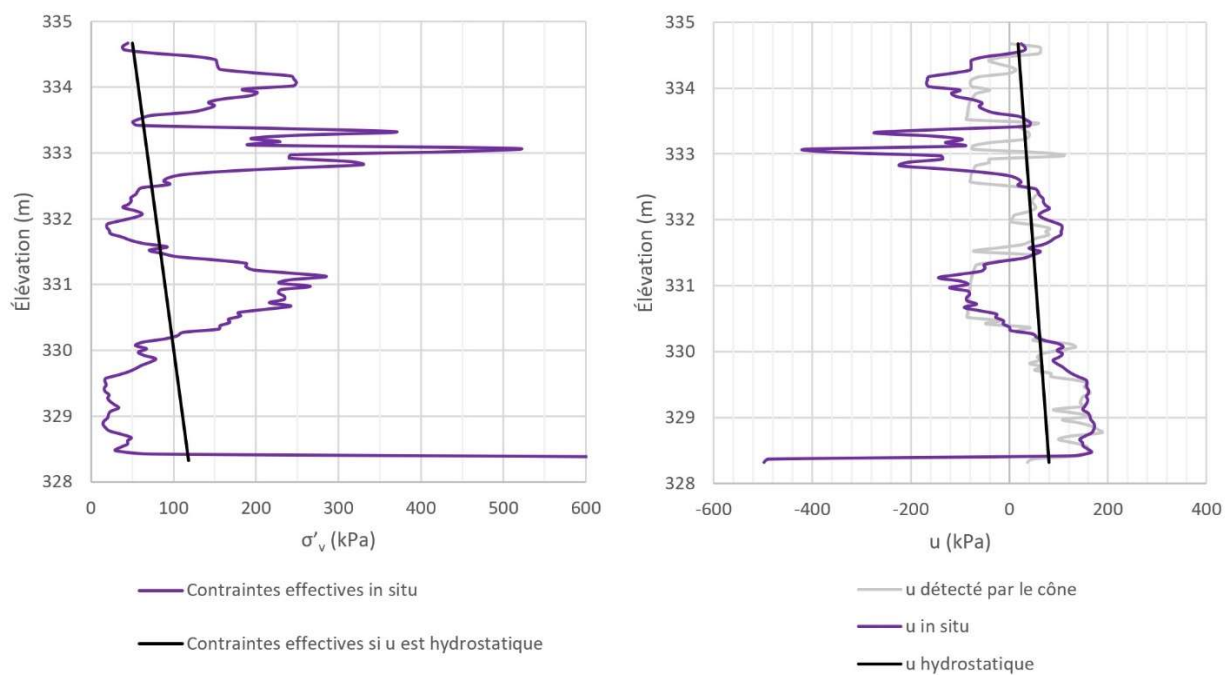 335
334
333
332
331
330
329
328
Élévation (m)
0 100 200 300 400 500 600
σ'v (kPa)
Contraintes effectives in situ
Contraintes effectives si u est hydrostatique
335
334
333
332
331
330
329
328
Élévation (m)
-600 -400 -200 0 200 400
u (kPa)
u détecté par le cône
u in situ
u hydrostatique